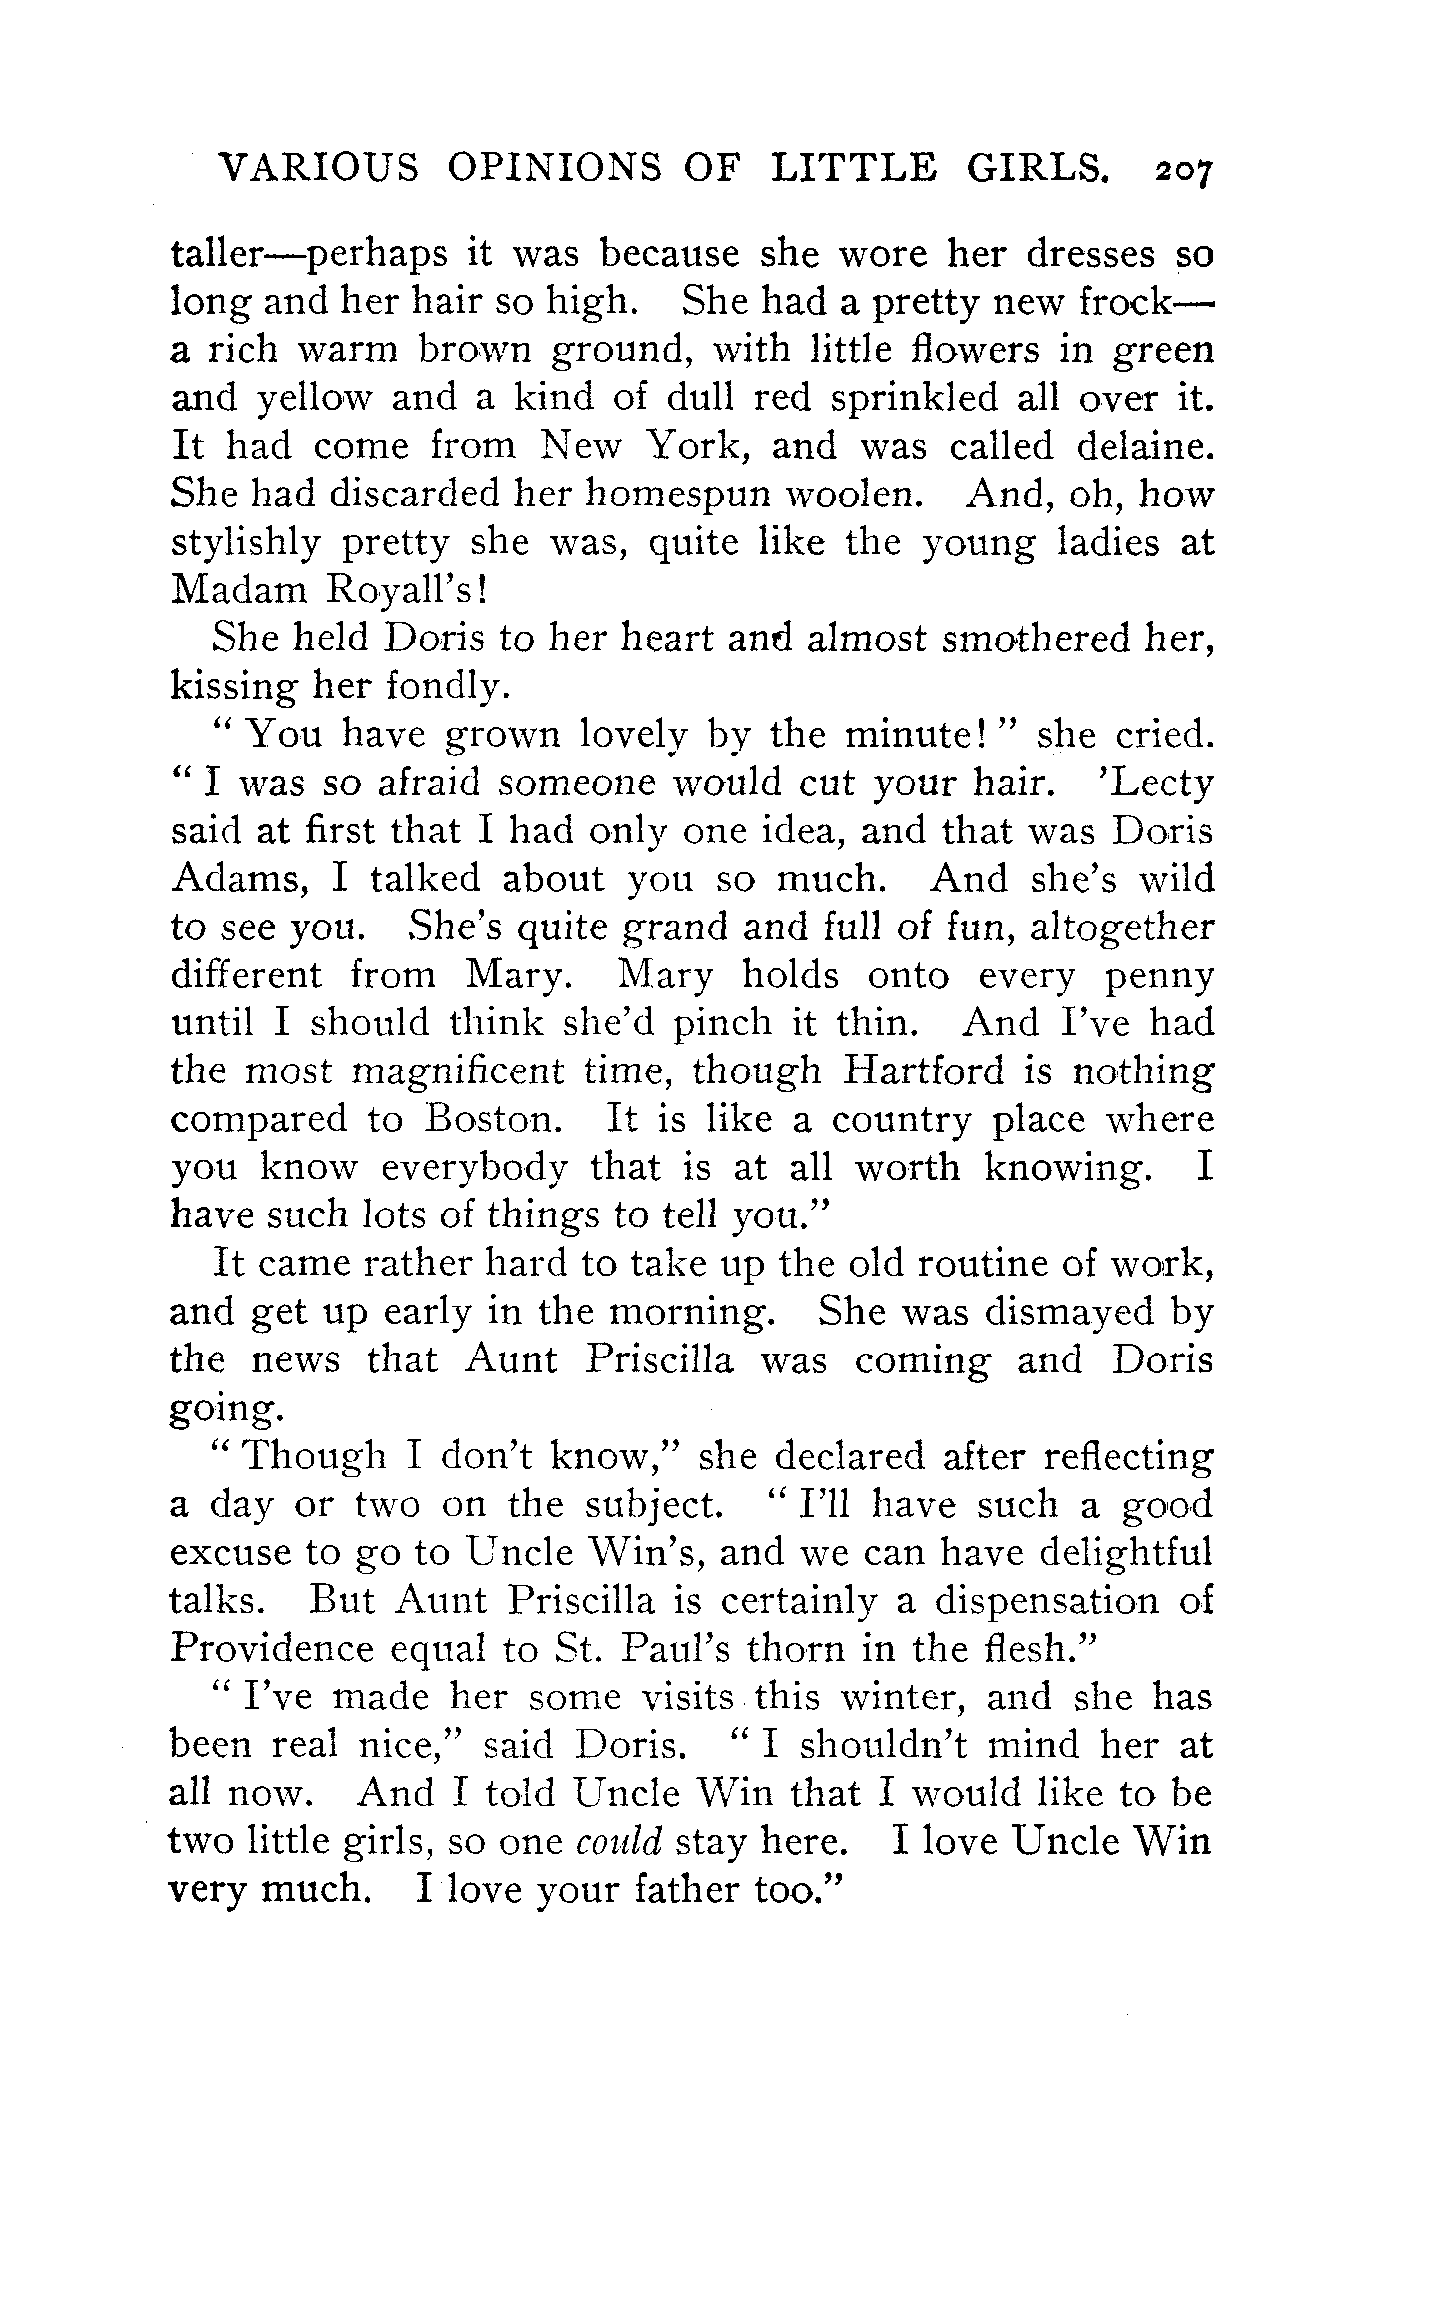 VARIOUS OPINIONS OF LITTLE GIRLS. 207
taller—perhaps it was because she wore her dresses so
long and her hair so high. She had a pretty new frock—
a rich warm brown ground, with little flowers in green
and yellow and a kind of dull red sprinkled all over it.
It had come from New York, and was called delaine.
She had discarded her homespun woolen. And, oh, how
stylishly pretty she was, quite like the young ladies at
Madam Royall's!
She held Doris to her heart and almost smothered her,
kissing her fondly.
" You have grown lovely by the minute! " she cried.
" I was so afraid someone would cut your hair. 'Lecty
said at first that I had only one idea, and that was Doris
Adams, I talked about you so much. And she's wild
to see you. She's quite grand and full of fun, altogether
different from Mary. Mary holds onto every penny
until I should think she'd pinch it thin. And I've had
the most magnificent time, though Hartford is nothing
compared to Boston. It is like a country place where
you know everybody that is at all worth knowing. I
have such lots of things to tell you."
It came rather hard to take up the old routine of work,
and get up early in the morning. She was dismayed by
the news that Aunt Priscilla was coming and Doris
going.
" Though I don't know," she declared after reflecting
a day or two on the subject. " I'll have such a good
excuse to go to Uncle Win's, and we can have delightful
talks. But Aunt Priscilla is certainly a dispensation of
Providence equal to St. Paul's thorn in the flesh."
" I've made her some visits this winter, and she has
been real nice," said Doris. " I shouldn't mind her at
all now. And I told Uncle Win that I would like to be
two little girls, so one could stay here. I love Uncle Win
very much. I love your father too."